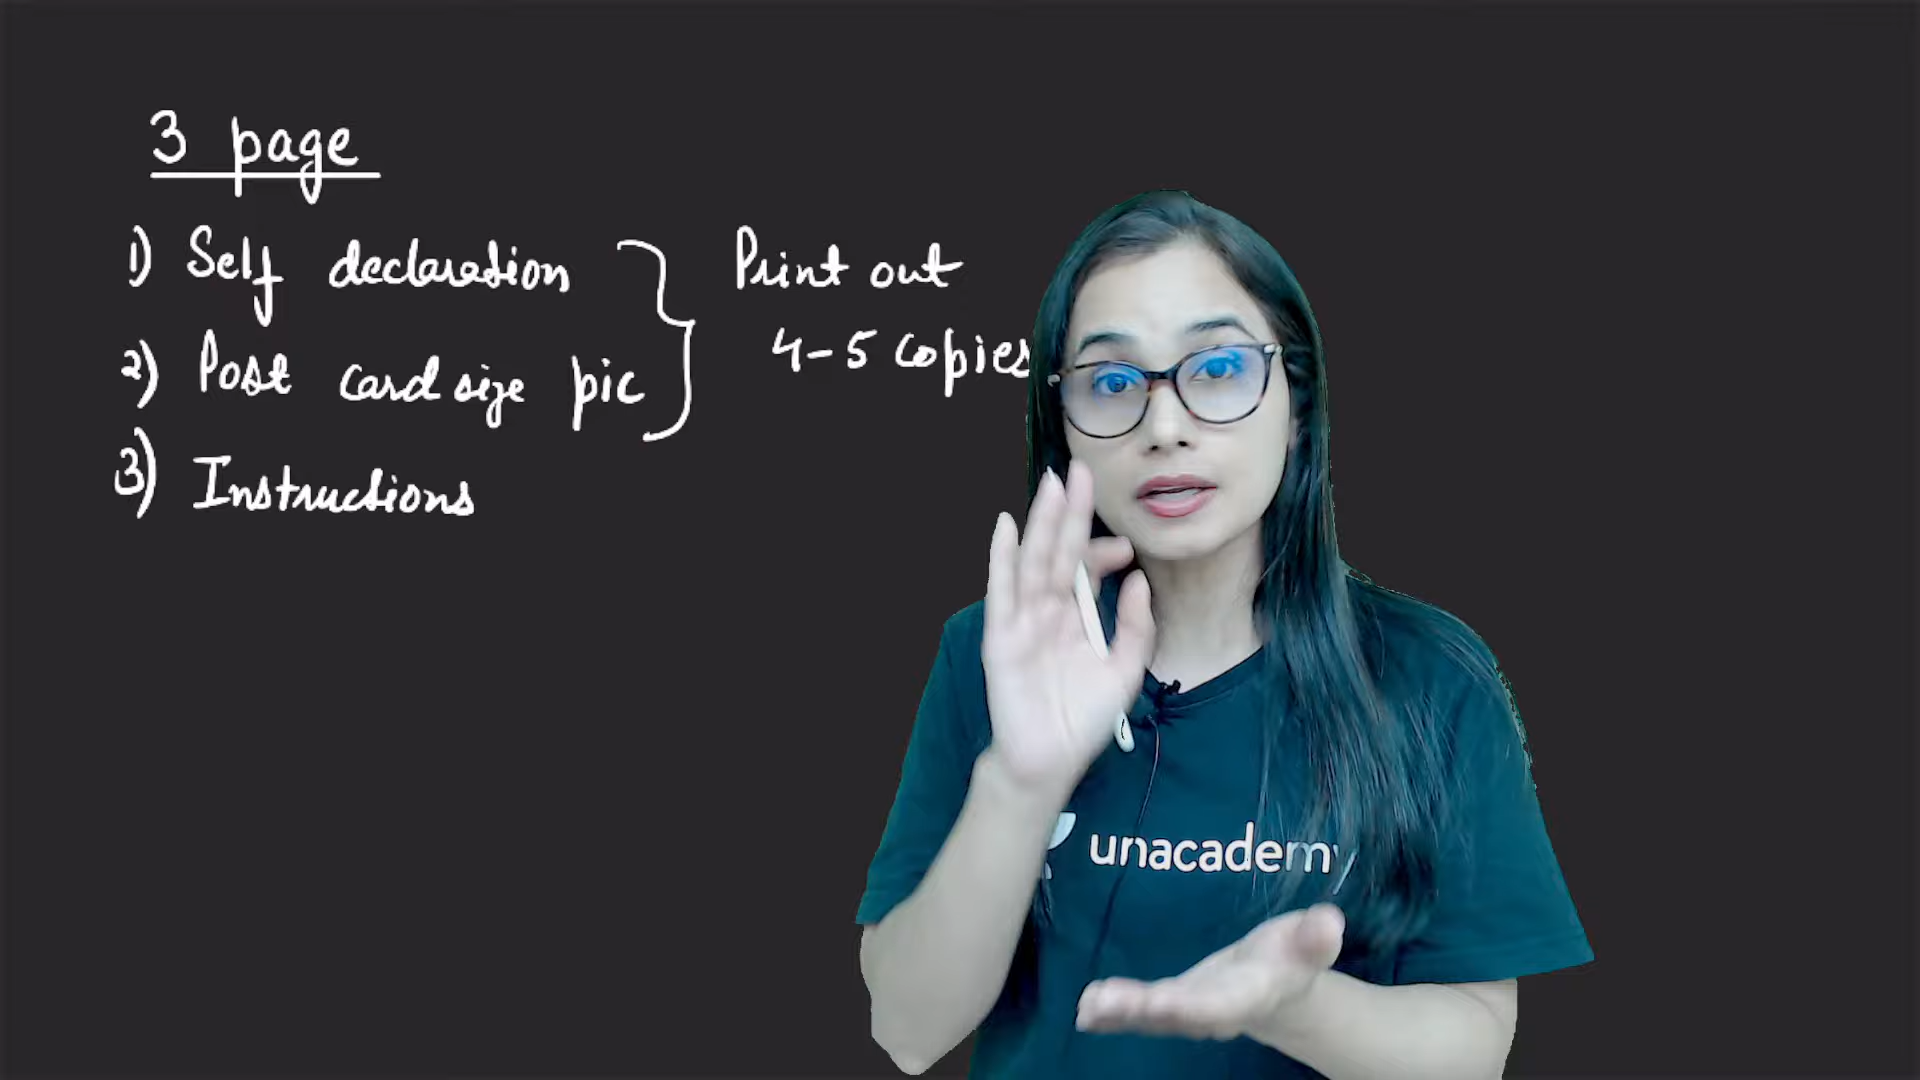 3 page
1) Self declaration
2) Post card size pic
3) Instructions
Print out
4-5 copies
unacademy